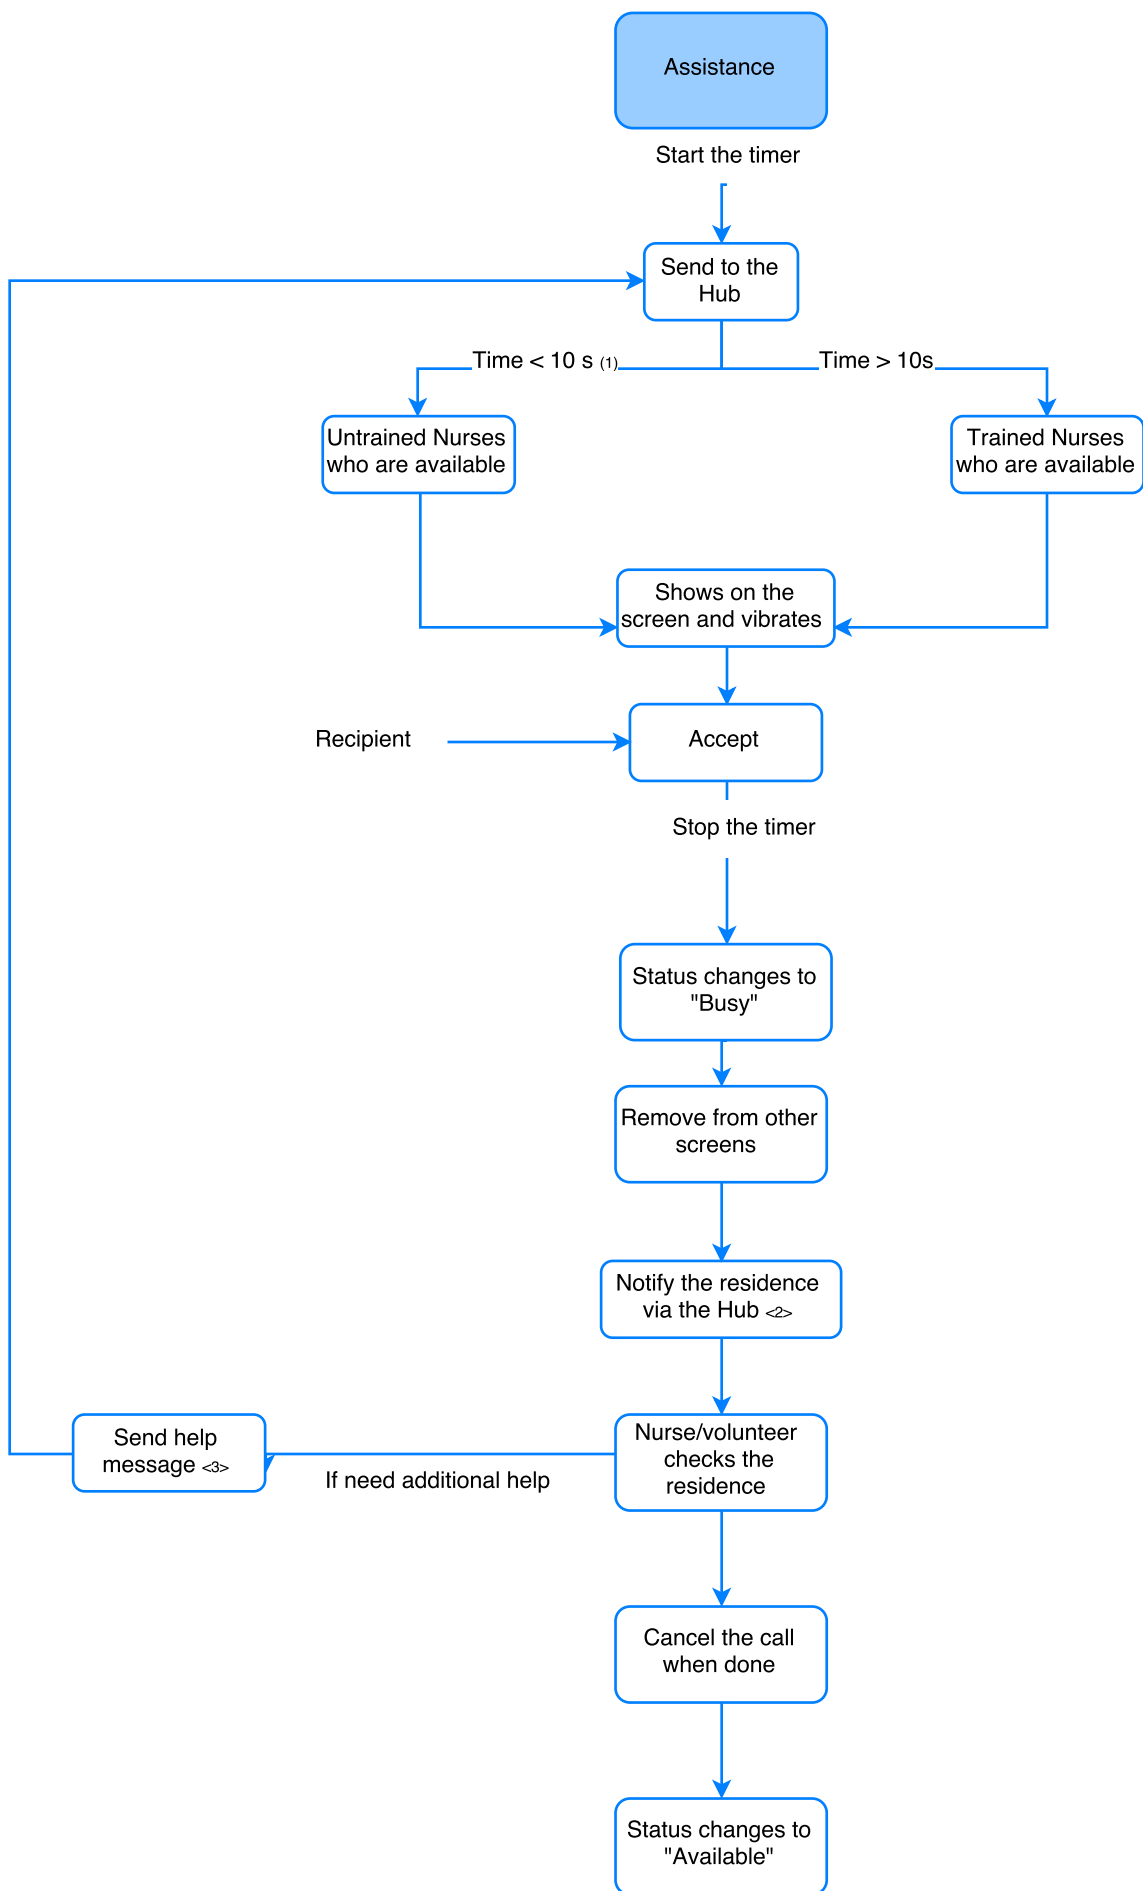 Assistance
Start the timer
Send to the
Hub
Time < 10 s (1)
Time > 10s
Untrained Nurses
who are available
Trained Nurses
who are available
Shows on the
screen and vibrates
Recipient
Accept
Stop the timer
Status changes to
"Busy"
Remove from other
screens
Notify the residence
via the Hub <2>
Nurse/volunteer
checks the
residence
Send help
message <3>
If need additional help
Cancel the call
when done
Status changes to
"Available"